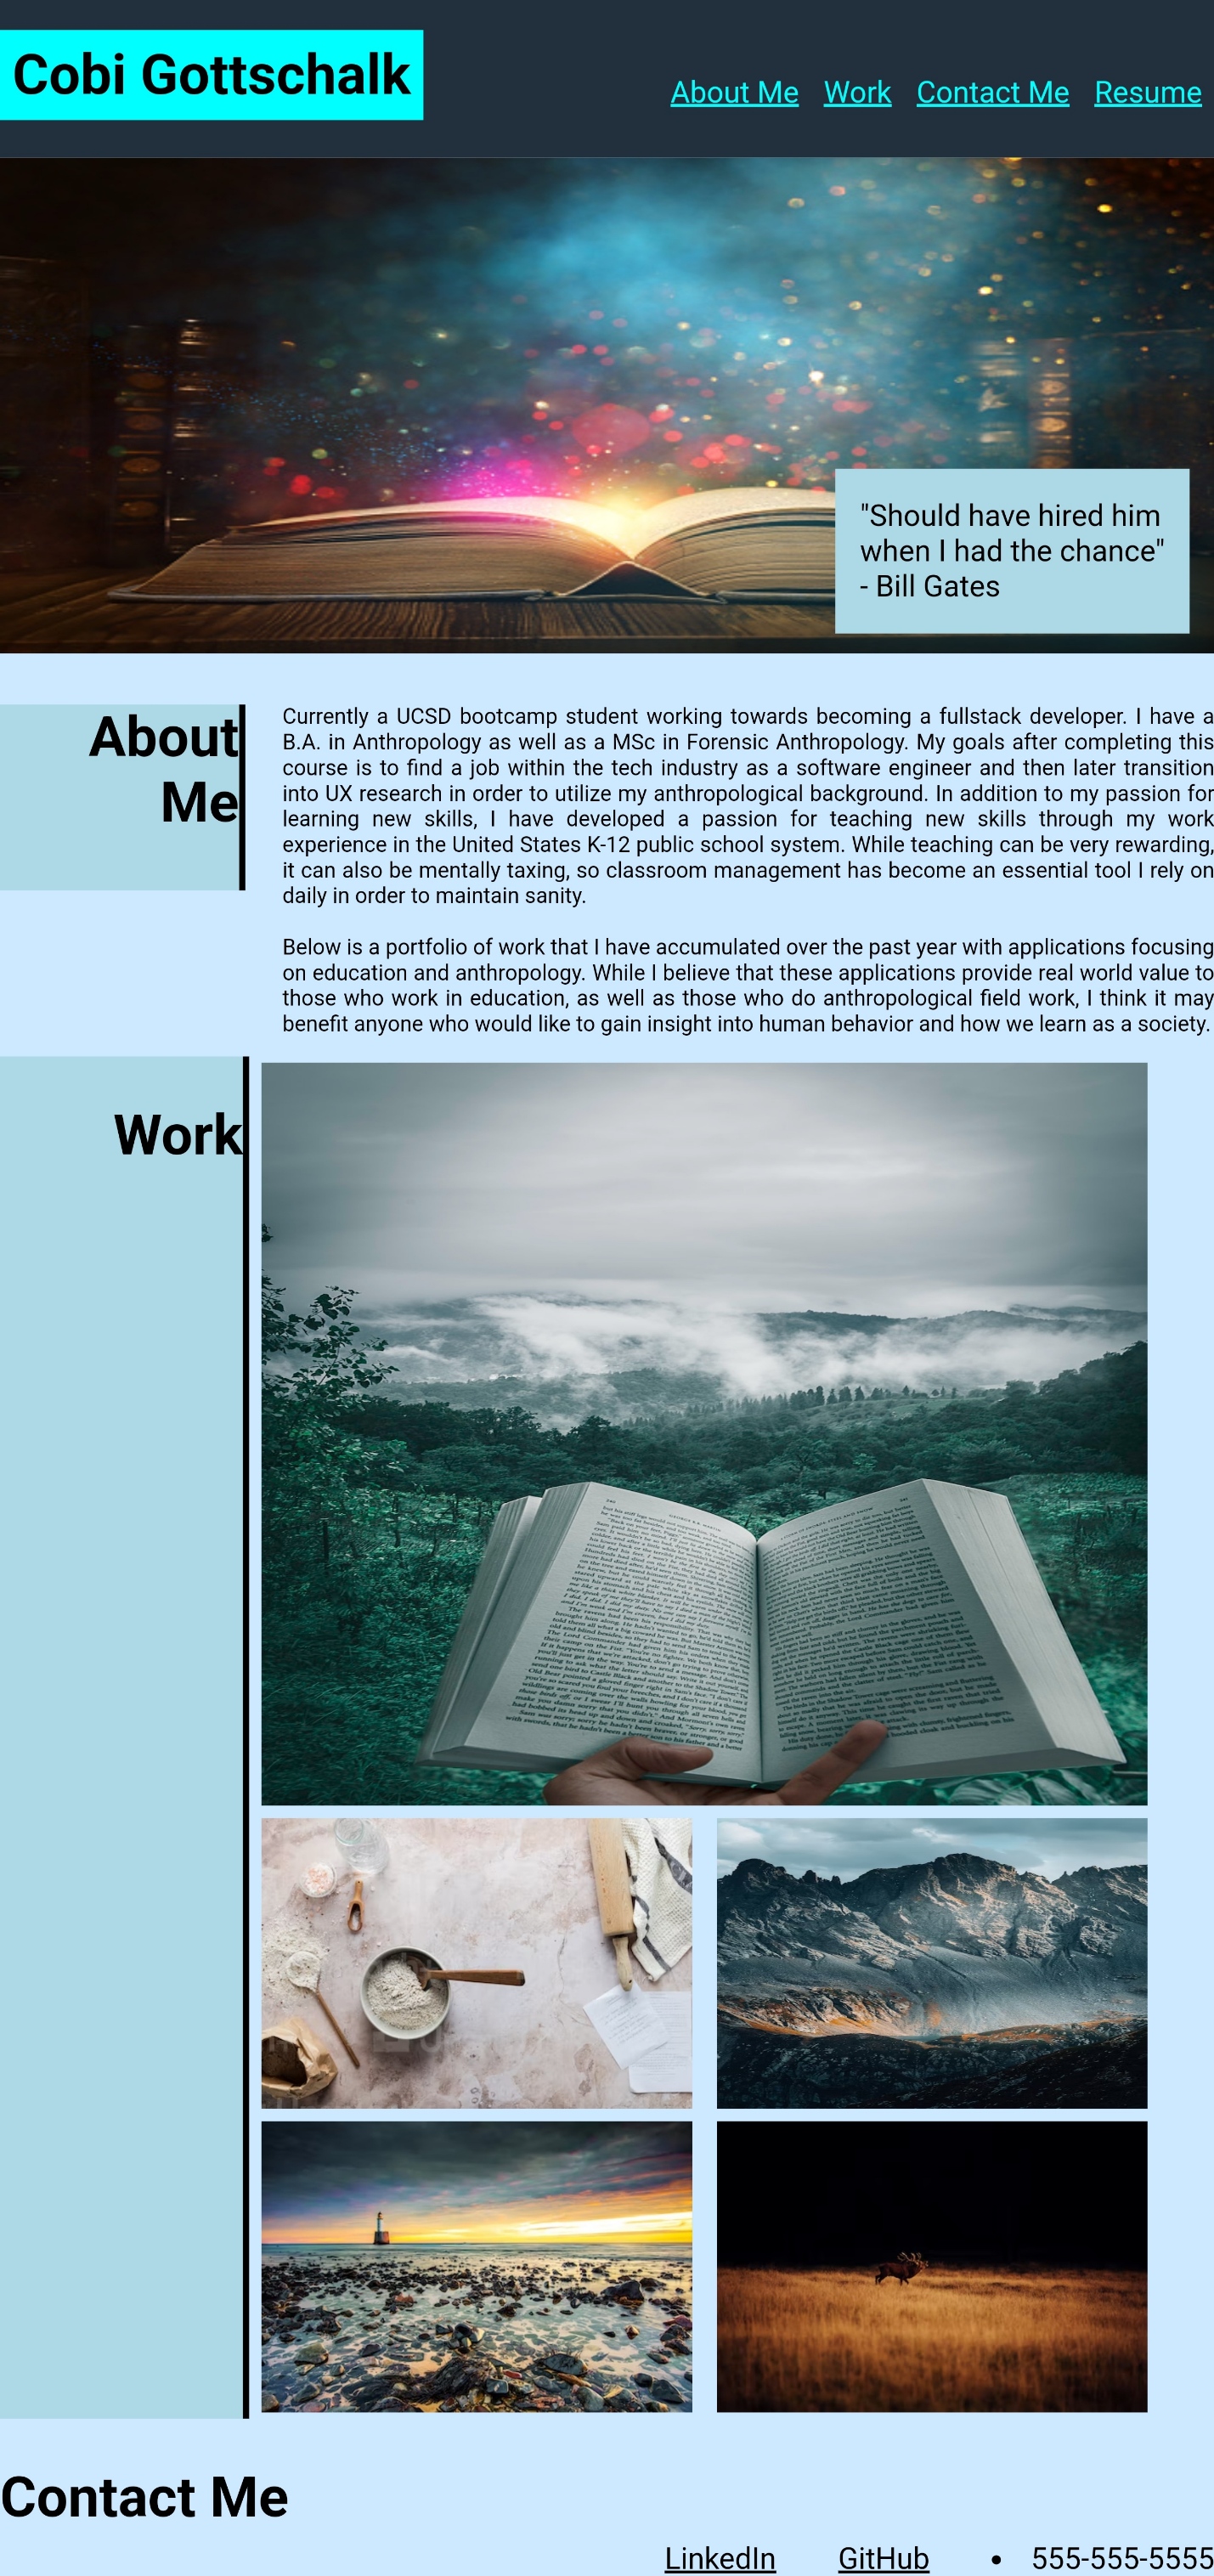 Cobi Gottschalk
About Me Work Contact Me Resume
"Should have hired him
when I had the chance"
- Bill Gates
About
Me
Currently a UCSD bootcamp student working towards becoming a fullstack developer. I have a
B.A. in Anthropology as well as a MSc in Forensic Anthropology. My goals after completing this
course is to find a job within the tech industry as a software engineer and then later transition
into UX research in order to utilize my anthropological background. In addition to my passion for
learning new skills, I have developed a passion for teaching new skills through my work
experience in the United States K-12 public school system. While teaching can be very rewarding,
it can also be mentally taxing, so classroom management has become an essential tool I rely on
daily in order to maintain sanity.
Below is a portfolio of work that I have accumulated over the past year with applications focusing
on education and anthropology. While I believe that these applications provide real world value to
those who work in education, as well as those who do anthropological field work, I think it may
benefit anyone who would like to gain insight into human behavior and how we learn as a society.
Work
Contact Me
LinkedIn GitHub • 555-555-5555